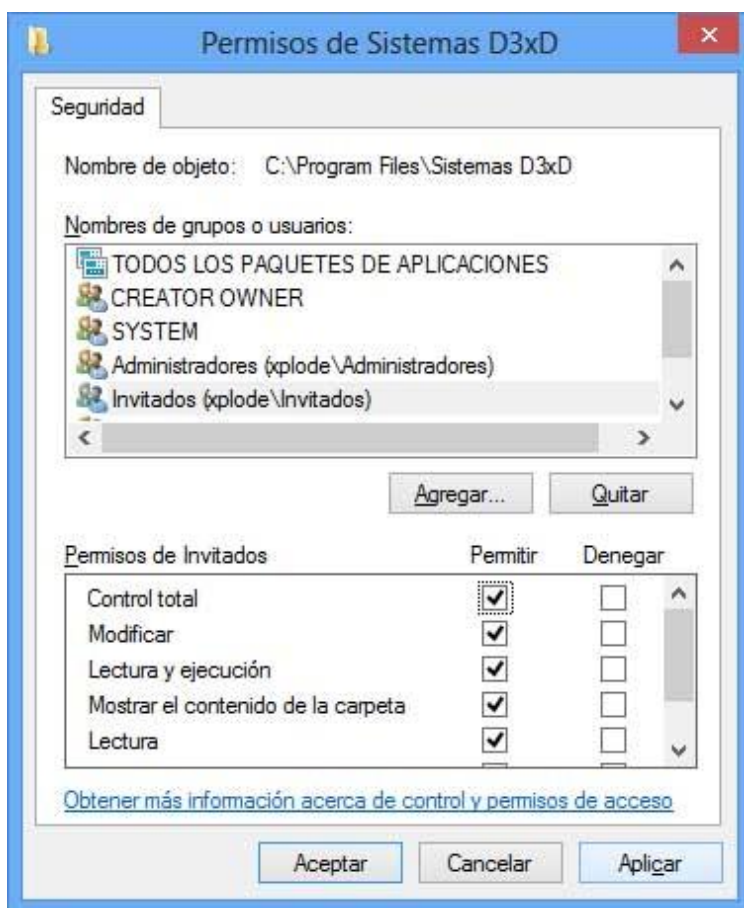 Permisos de Sistemas D3xD
Seguridad
Nombre de objeto: C:\Program Files\Sistemas D3xD
Nombres de grupos o usuarios:
TODOS LOS PAQUETES DE APLICACIONES
CREATOR OWNER
SYSTEM
Administradores (xplode\Administradores)
Invitados (xplode\Invitados)
Agregar... Quitar
Permisos de Invitados Permitir Denegar
Control total
Modificar
Lectura y ejecución
Mostrar el contenido de la carpeta
Lectura
Obtener más información acerca de control y permisos de acceso
Aceptar Cancelar Aplicar